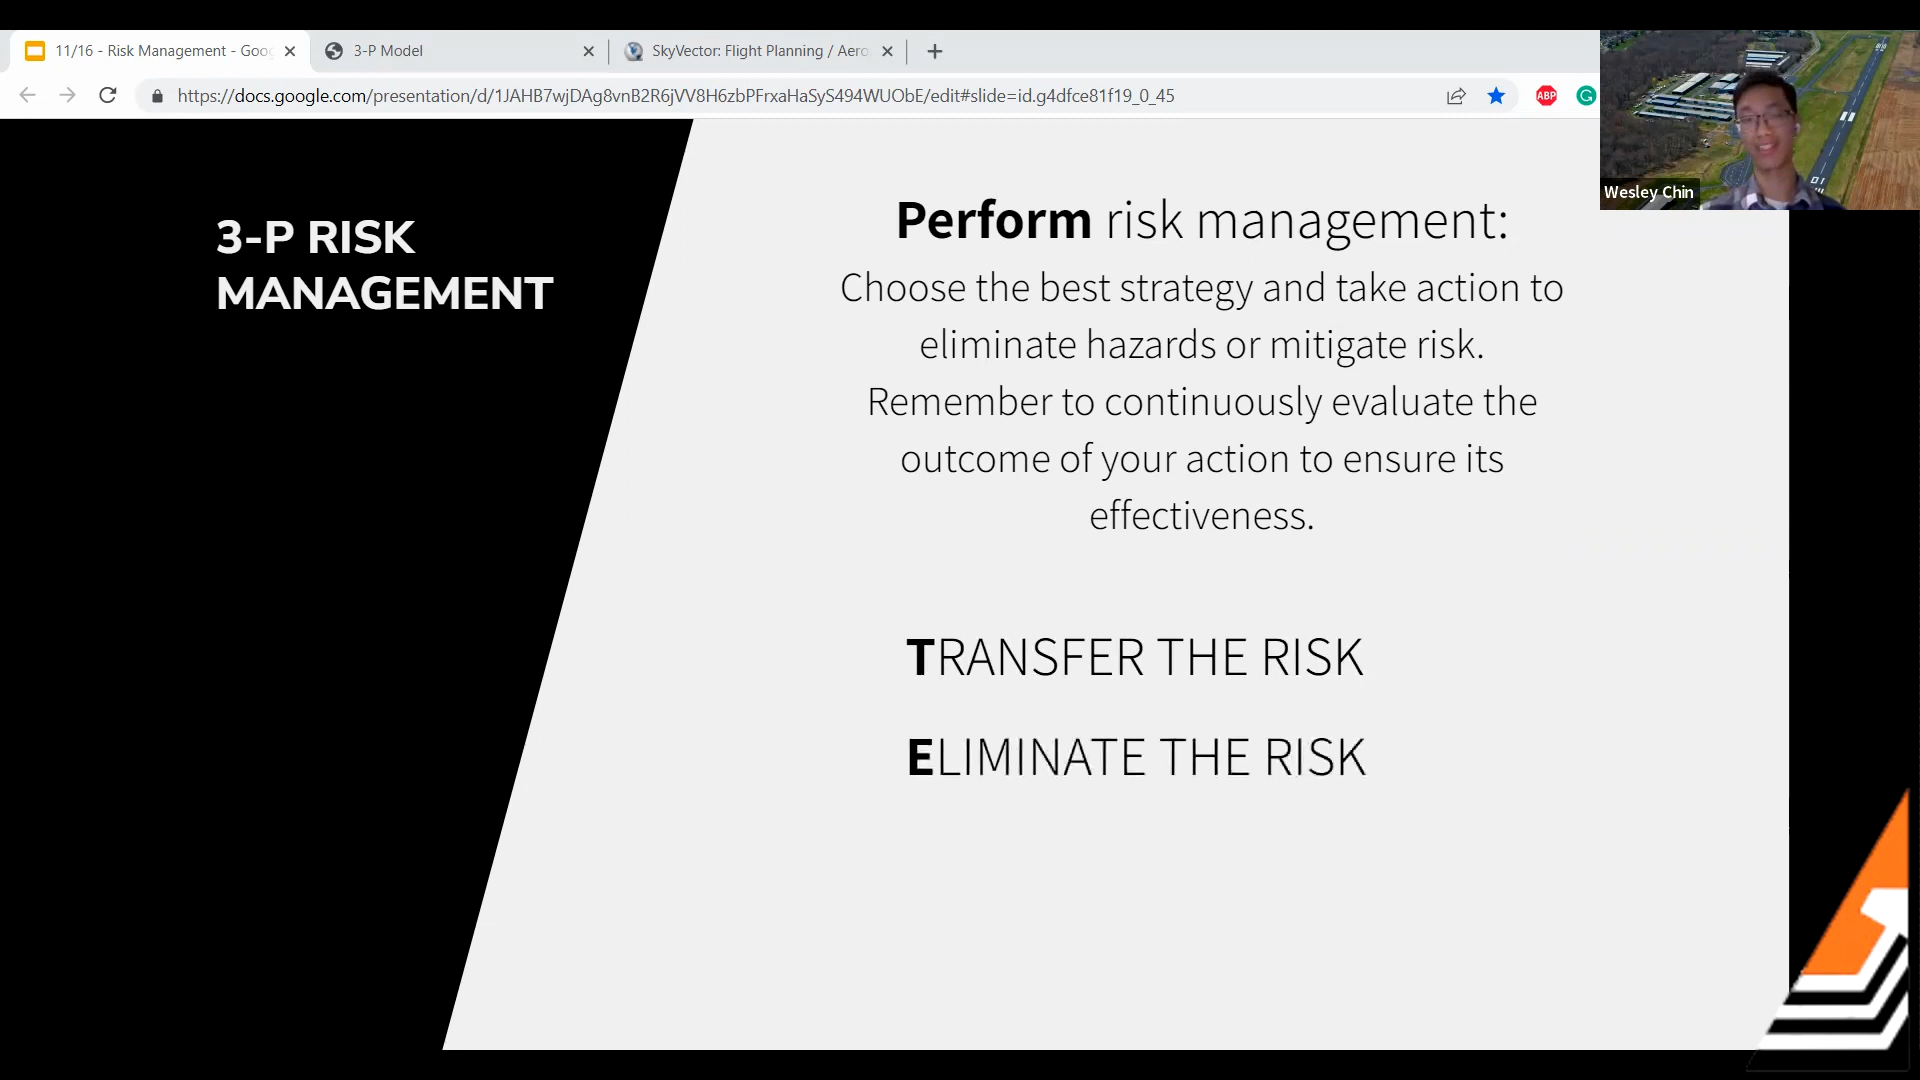 11/16 - Risk Management - Goog
3-P Model
SkyVector: Flight Planning / Aero
https://docs.google.com/presentation/d/1JAHB7wjDAg8vnB2R6jVV8H6zbPFrxaHaSyS494WUObE/edit#slide=id.g4dfce81f19_0_45
ABP
G
Wesley Chin
01
3-P RISK
MANAGEMENT
Perform risk management:
Choose the best strategy and take action to
eliminate hazards or mitigate risk.
Remember to continuously evaluate the
outcome of your action to ensure its
effectiveness.
TRANSFER THE RISK
ELIMINATE THE RISK